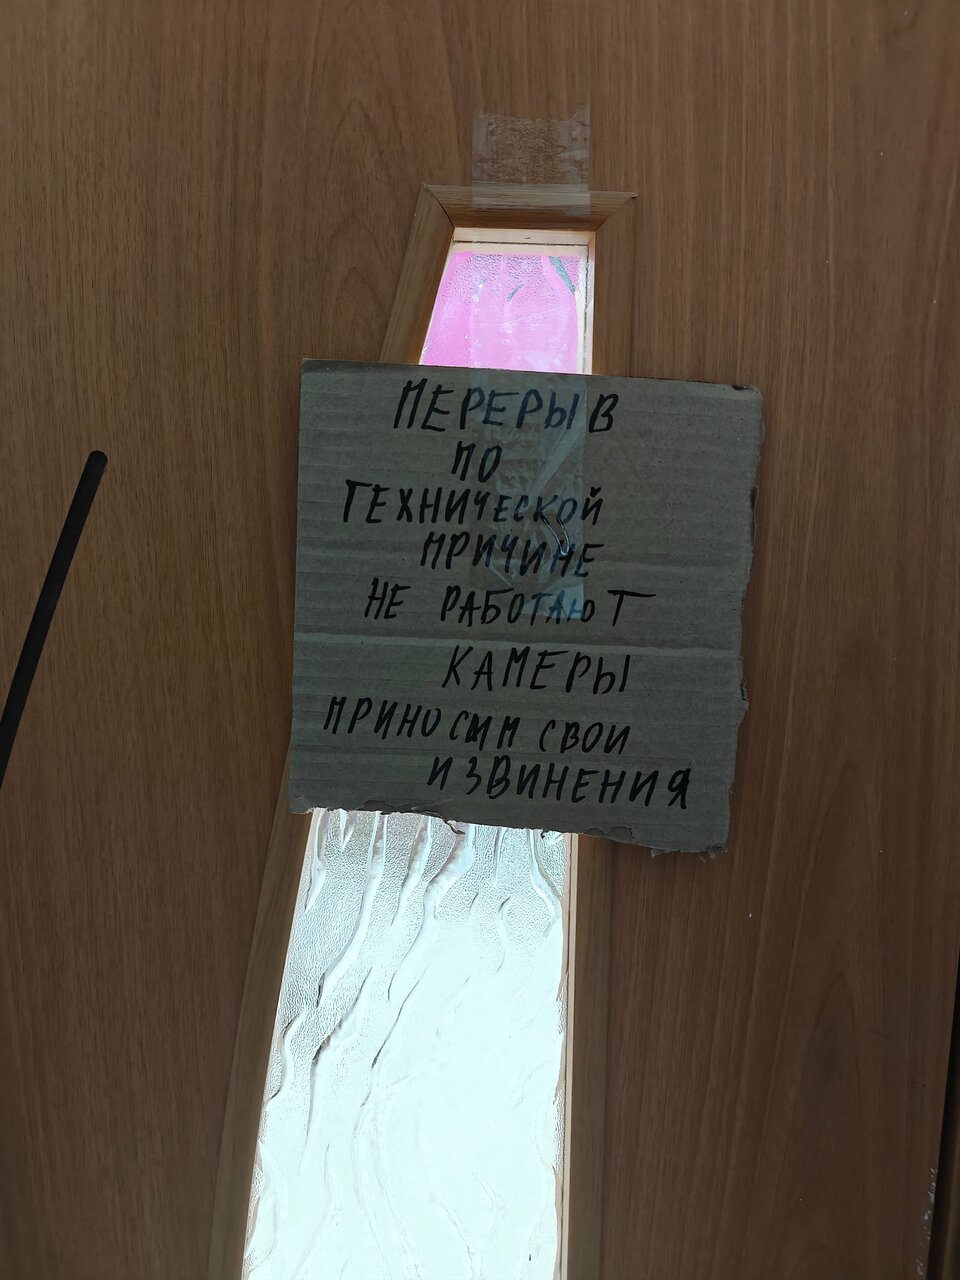 ПЕРЕРЫВ
ПО
ТЕХНИЧЕСКОЙ
ПРИЧИНЕ
НЕ РАБОТАЮТ
КАМЕРЫ
ПРИНОСИМ СВОИ
ИЗВИНЕНИЯ